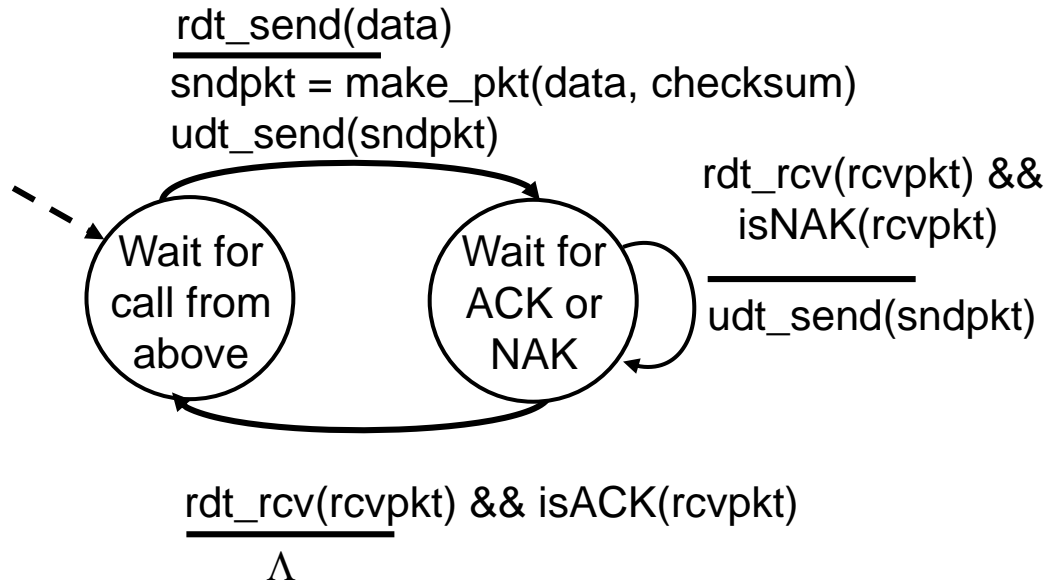 rdt_send(data)
sndpkt = make_pkt(data, checksum)
udt_send(sndpkt)
rdt_rcv(rcvpkt) &&
isNAK(rcvpkt)
udt_send(sndpkt)
Wait for
call from
above
Wait for
ACK or
NAK
rdt_rcv(rcvpkt) && isACK(rcvpkt)
Λ